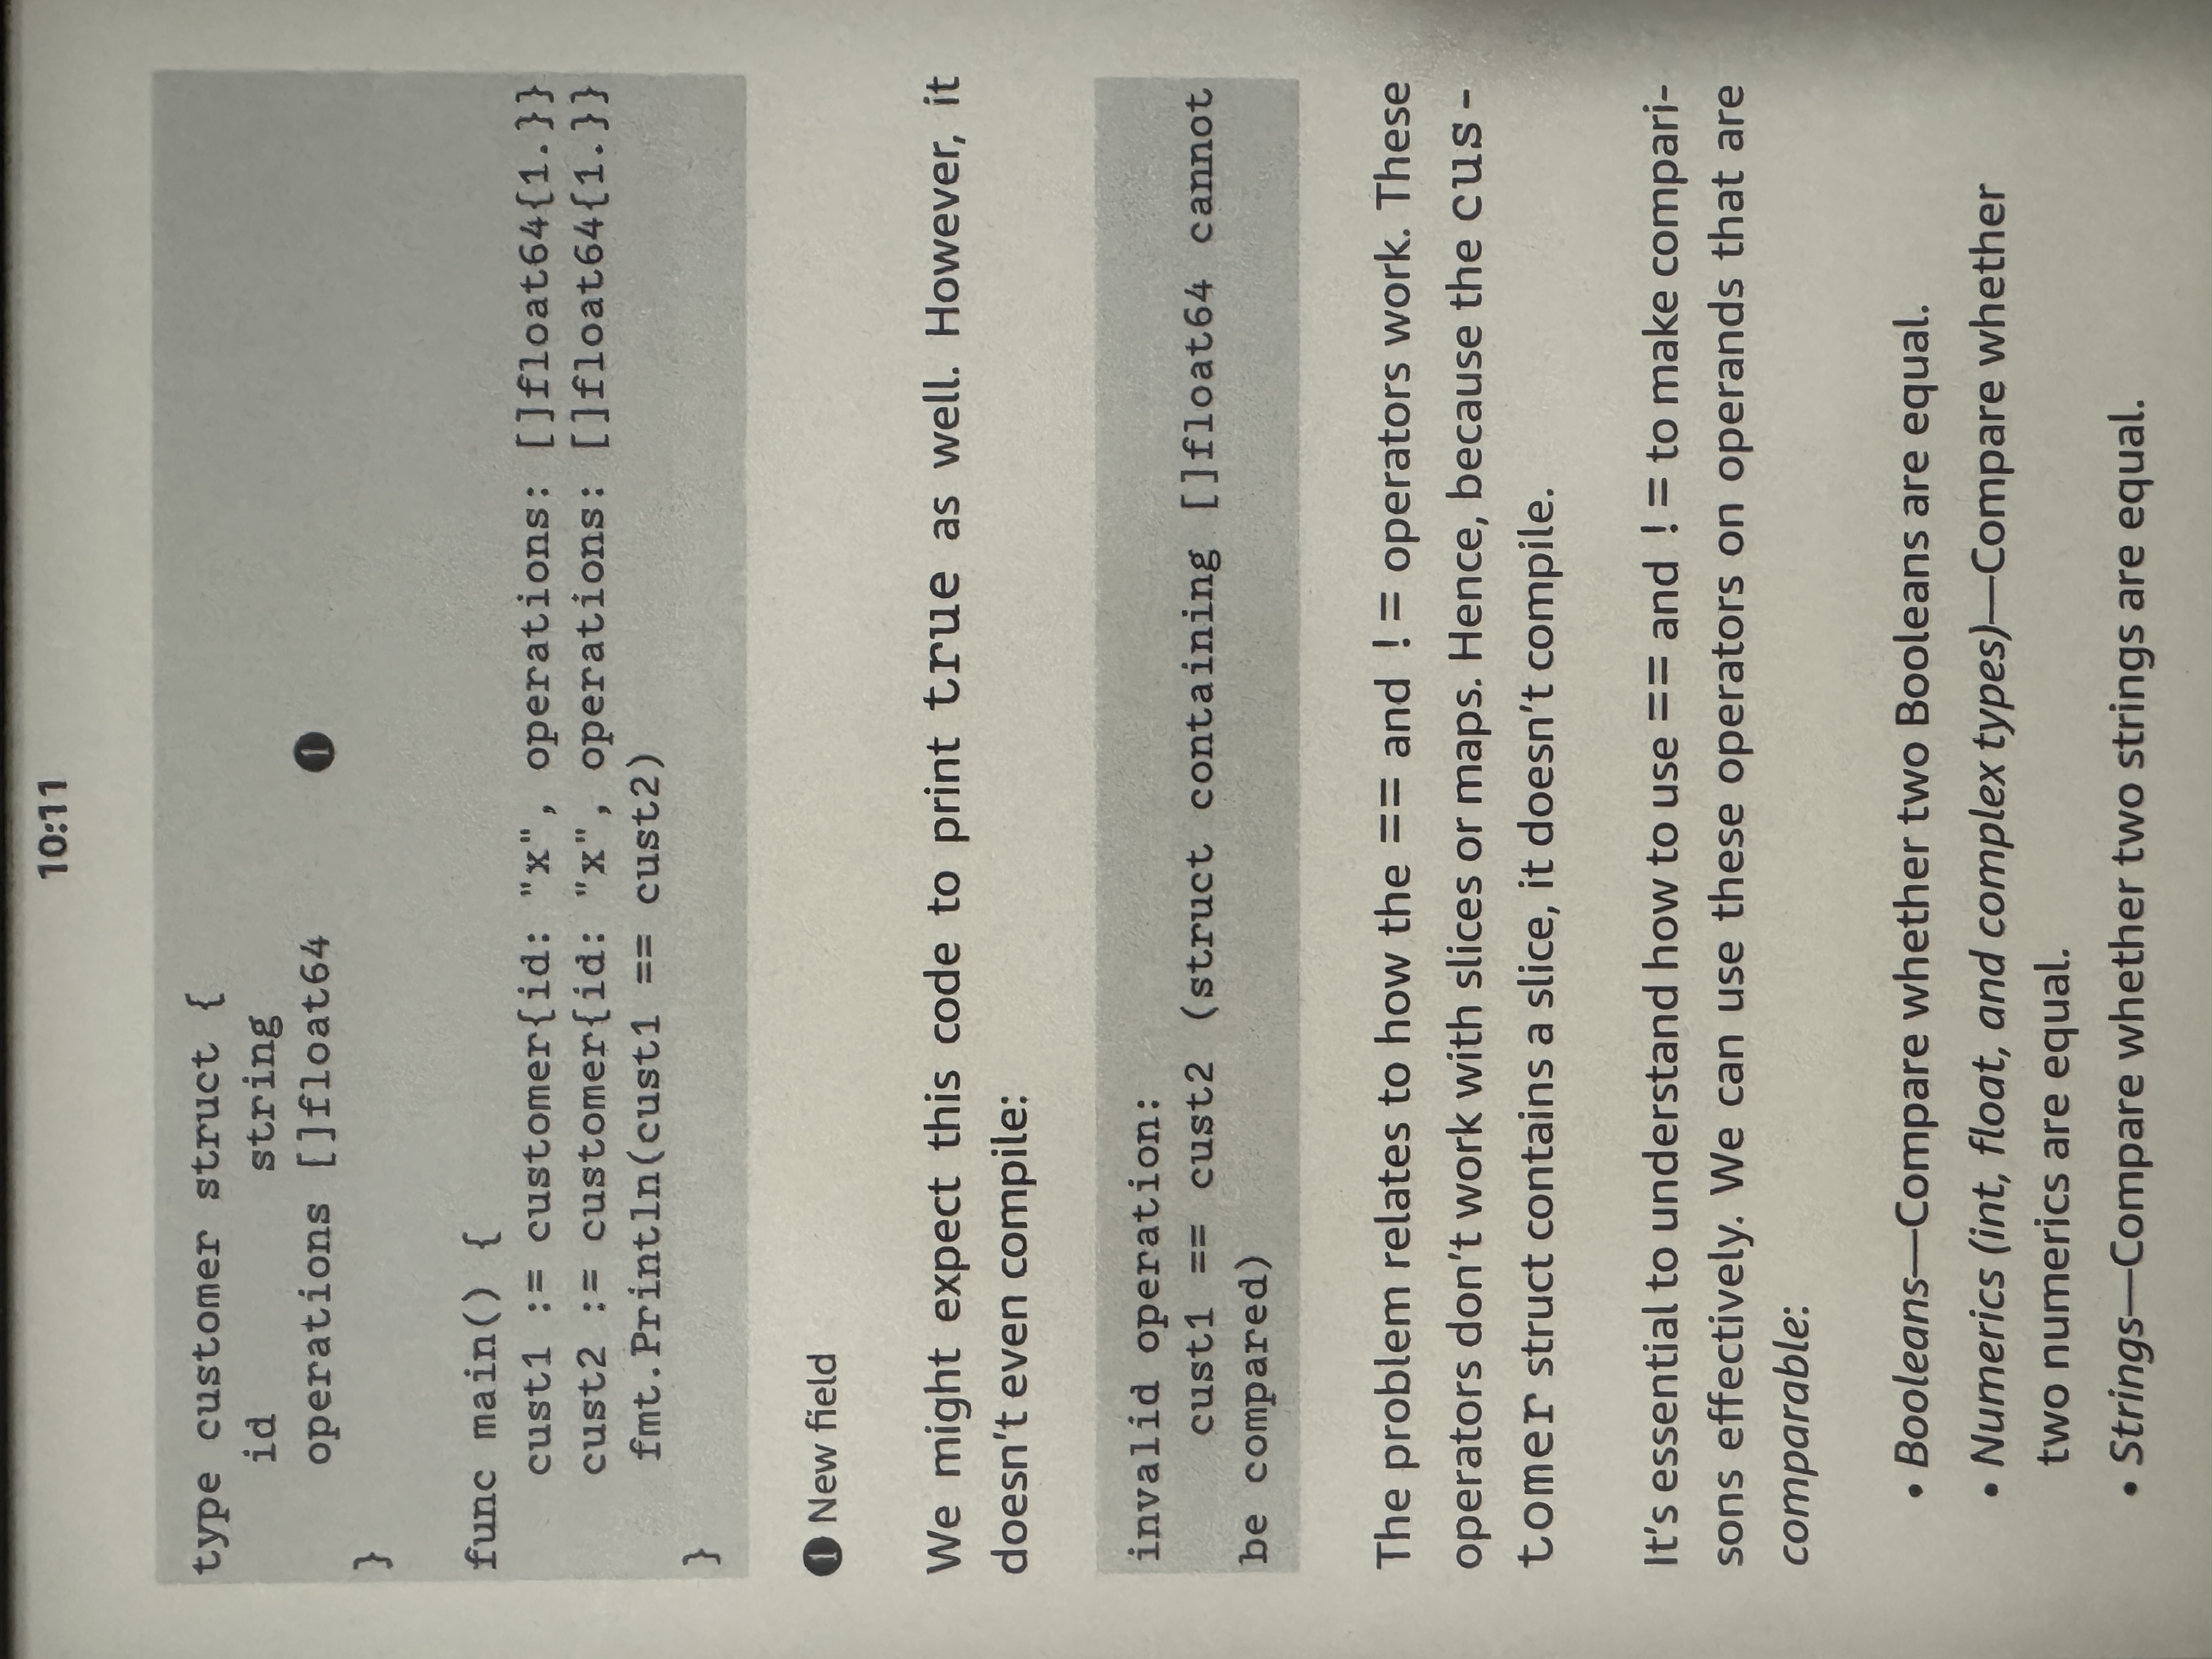 10:11
type customer struct {
    id         string
    operations []float64      ❶
}
func main() {
    cust1 := customer{id: "x", operations: []float64{1.}}
    cust2 := customer{id: "x", operations: []float64{1.}}
    fmt.Println(cust1 == cust2)
}
❶ New field
We might expect this code to print true as well. However, it
doesn't even compile:
invalid operation:
    cust1 == cust2 (struct containing []float64 cannot
be compared)
The problem relates to how the == and != operators work. These
operators don't work with slices or maps. Hence, because the cus-
tomer struct contains a slice, it doesn't compile.
It's essential to understand how to use == and != to make compari-
sons effectively. We can use these operators on operands that are
comparable:
• Booleans—Compare whether two Booleans are equal.
• Numerics (int, float, and complex types)—Compare whether
two numerics are equal.
• Strings—Compare whether two strings are equal.